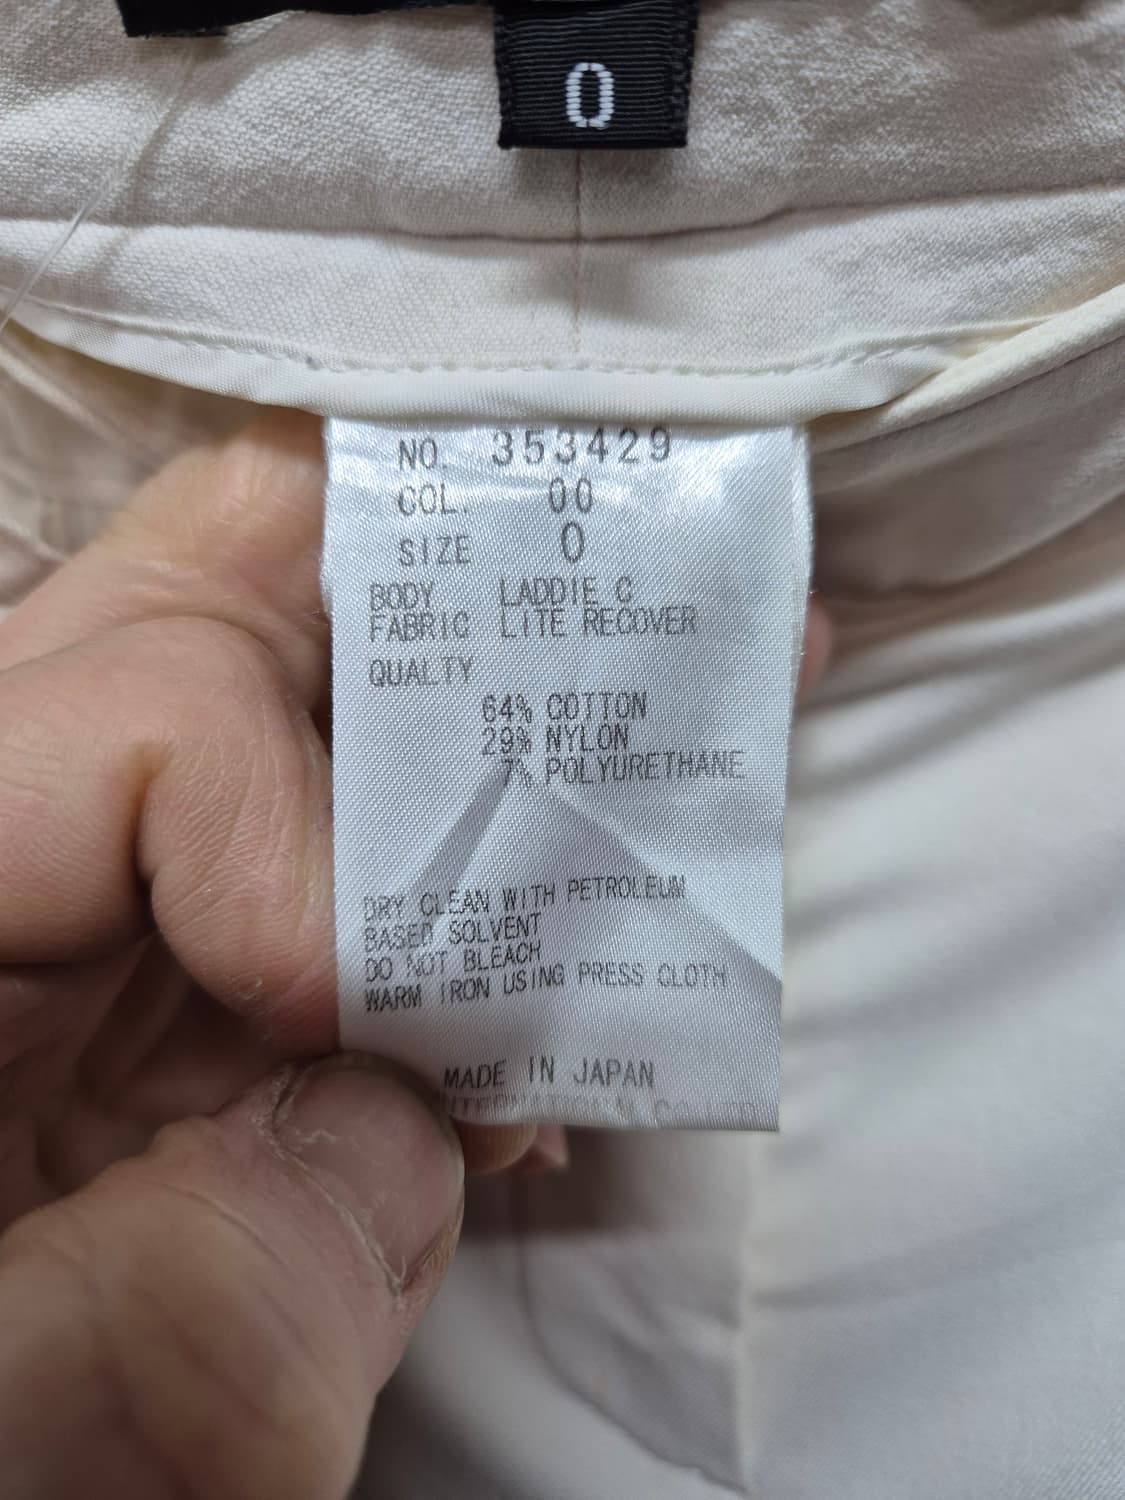 0
NO. 353429
COL. 00
SIZE 0
BODY LADDIE C
FABRIC LITE RECOVER
QUALTY
64% COTTON
29% NYLON
7% POLYURETHANE
DRY CLEAN WITH PETROLEUM
BASED SOLVENT
DO NOT BLEACH
WARM IRON USING PRESS CLOTH
MADE IN JAPAN